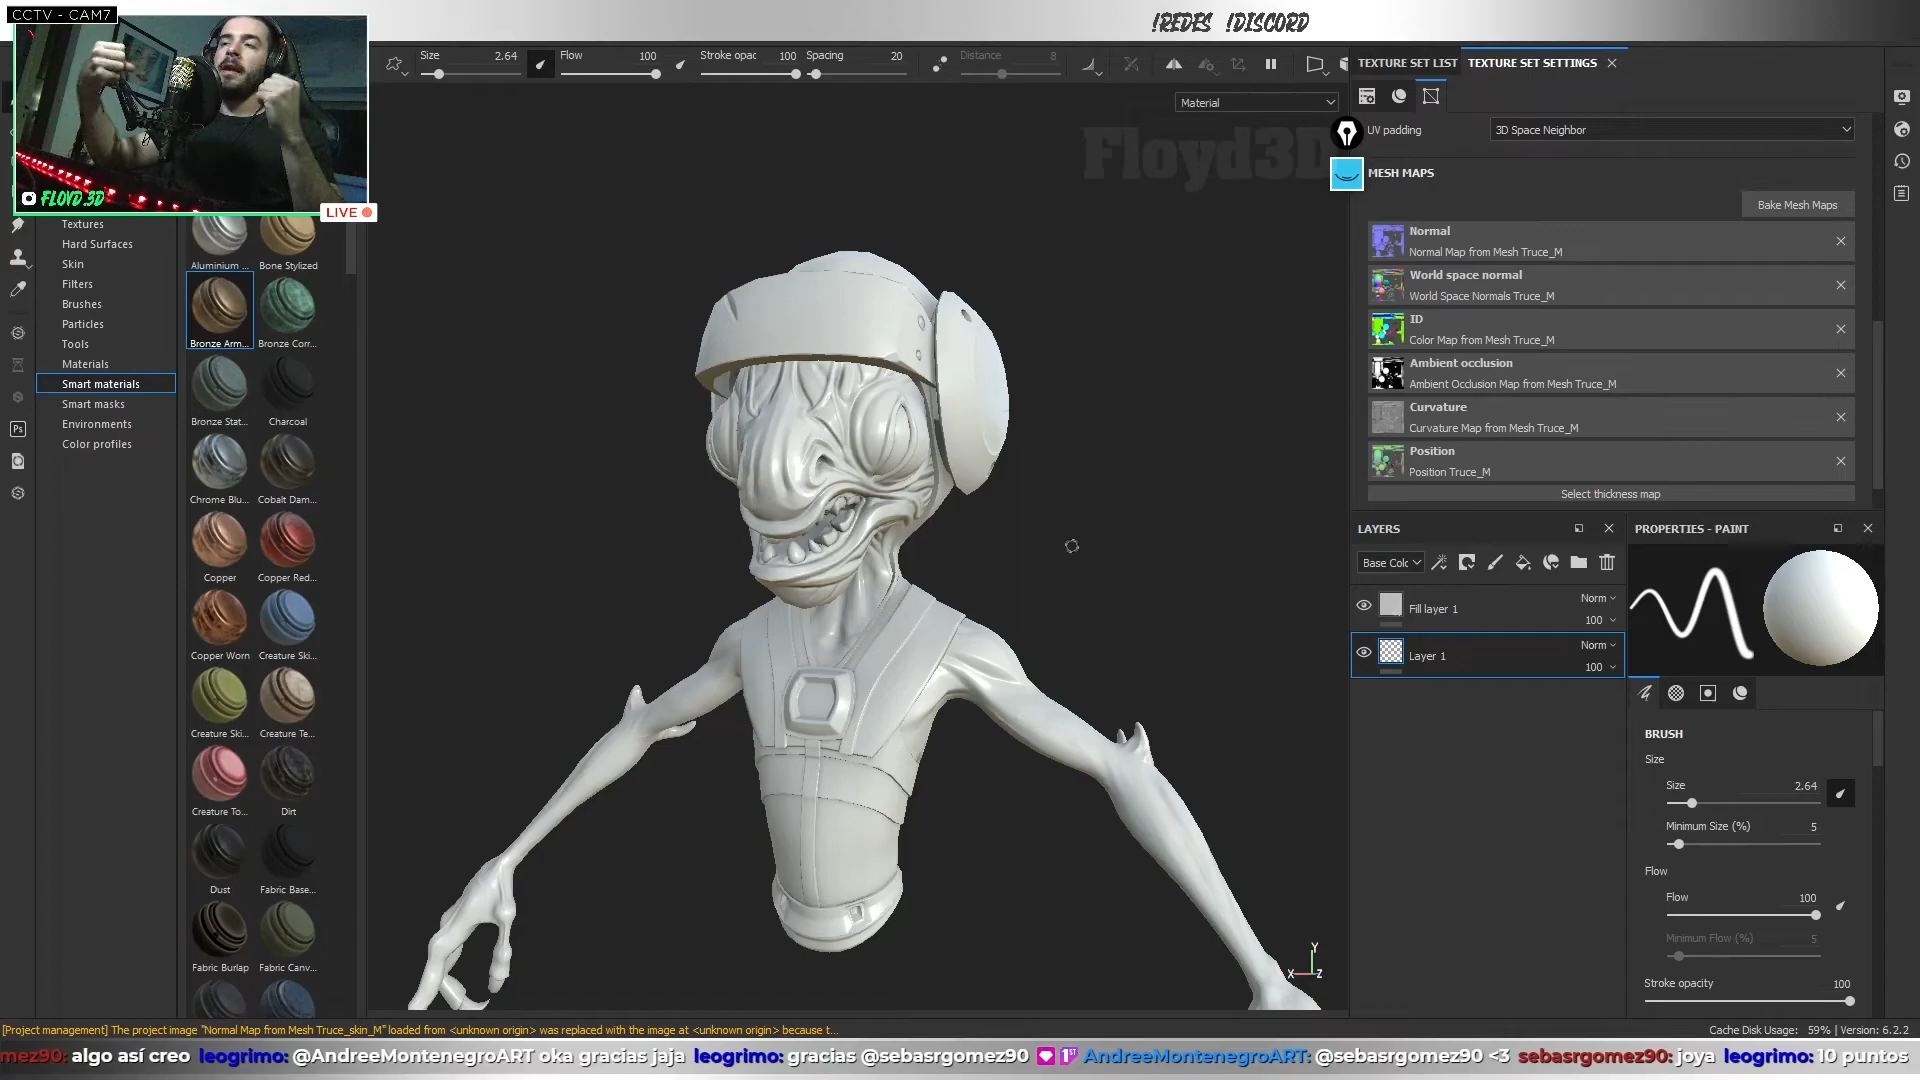 CCTV - CAM7
FLOYD.3D
LIVE
!REDES !DISCORD
Size 2.64
Flow 100
Stroke opac 100
Spacing 20
Distance 8
Material
Floyd3D
Textures
Hard Surfaces
Skin
Filters
Brushes
Particles
Tools
Materials
Smart materials
Smart masks
Environments
Color profiles
Aluminium ... Bone Stylized
Bronze Arm... Bronze Corr...
Bronze Stat... Charcoal
Chrome Blu... Cobalt Dam...
Copper Copper Red...
Copper Worn Creature Ski...
Creature Ski... Creature Te...
Creature To... Dirt
Dust Fabric Base...
Fabric Burlap Fabric Canv...
Y
X Z
TEXTURE SET LIST TEXTURE SET SETTINGS
UV padding 3D Space Neighbor
MESH MAPS
Bake Mesh Maps
Normal
Normal Map from Mesh Truce_M
World space normal
World Space Normals Truce_M
ID
Color Map from Mesh Truce_M
Ambient occlusion
Ambient Occlusion Map from Mesh Truce_M
Curvature
Curvature Map from Mesh Truce_M
Position
Position Truce_M
Select thickness map
LAYERS
Base Colc
Fill layer 1 Norm
100
Layer 1 Norm
100
Ps
PROPERTIES - PAINT
BRUSH
Size
Size 2.64
Minimum Size (%) 5
Flow
Flow 100
Minimum Flow (%) 5
Stroke opacity 100
[Project management] The project image "Normal Map from Mesh Truce_skin_M" loaded from <unknown origin> was replaced with the image at <unknown origin> because t...
Cache Disk Usage: 59% | Version: 6.2.2
mez90: algo así creo leogrimo: @AndreeMontenegroART oka gracias jaja leogrimo: gracias @sebasrgomez90 1ST AndreeMontenegroART: @sebasrgomez90 <3 sebasrgomez90: joya leogrimo: 10 puntos